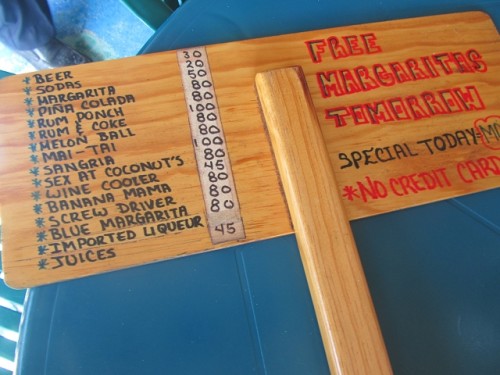 * BEER
* SODAS
* MARGARITA
* PIÑA COLADA
* RUM PONCH
* RUM & COKE
* MELON BALL
* MAI TAI
* SANGRIA
* SEX AT COCONUT'S
* WINE COOLER
* BANANA MAMA
* SCREW DRIVER
* BLUE MARGARITA
* IMPORTED LIQUEUR
* JUICES
30
20
50
80
80
100
80
80
100
80
45
80
80
80
45
FREE
MARGARITAS
TOMORROW
SPECIAL TODAY
*NO CREDIT CAR